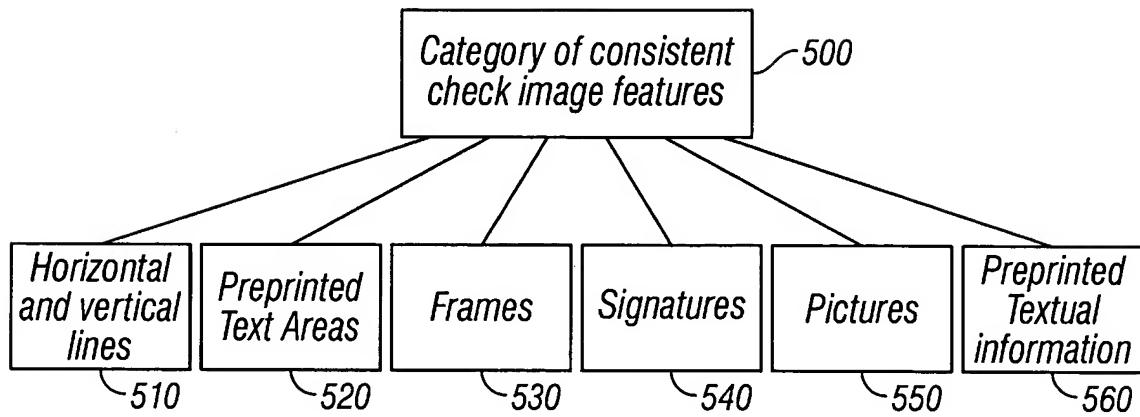 Category of consistent
check image features
500
Horizontal
and vertical
lines
510
Preprinted
Text Areas
520
Frames
530
Signatures
540
Pictures
550
Preprinted
Textual
information
560